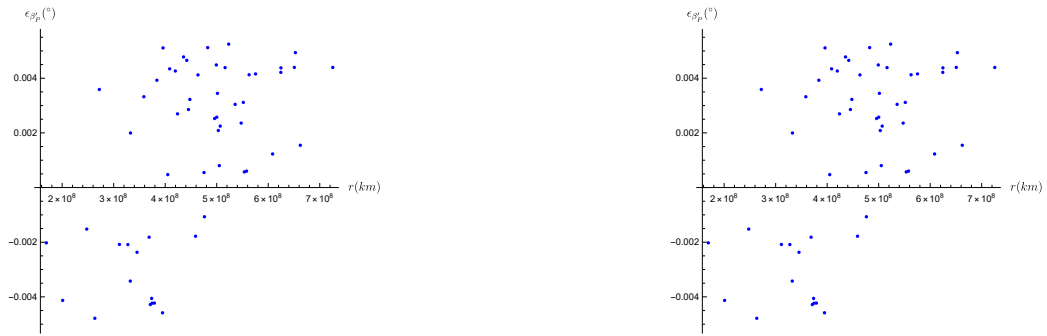 ϵ_{β'_P}(°) ϵ_{β'_P}(°)
0.004 0.004
0.002 0.002
r(km) r(km)
2×10⁸ 3×10⁸ 4×10⁸ 5×10⁸ 6×10⁸ 7×10⁸ 2×10⁸ 3×10⁸ 4×10⁸ 5×10⁸ 6×10⁸ 7×10⁸
-0.002 -0.002
-0.004 -0.004